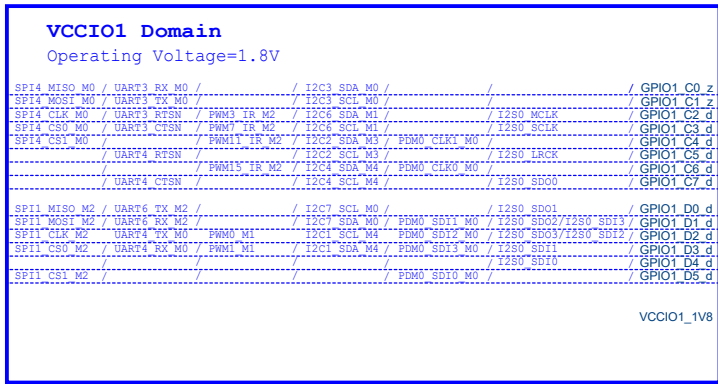 VCCIO1 Domain
Operating Voltage=1.8V
SPI4_MISO_M0 / UART3_RX_M0 / / I2C3_SDA_M0 / / / GPIO1_C0_z
SPI4_MOSI_M0 / UART3_TX_M0 / / I2C3_SCL_M0 / / / GPIO1_C1_z
SPI4_CLK_M0 / UART3_RTSN / PWM3_IR_M2 / I2C6_SDA_M1 / / I2S0_MCLK / GPIO1_C2_d
SPI4_CS0_M0 / UART3_CTSN / PWM7_IR_M2 / I2C6_SCL_M1 / / I2S0_SCLK / GPIO1_C3_d
SPI4_CS1_M0 / / PWM11_IR_M2 / I2C2_SDA_M3 / PDM0_CLK1_M0 / / GPIO1_C4_d
/ UART4_RTSN / / I2C2_SCL_M3 / / I2S0_LRCK / GPIO1_C5_d
/ / PWM15_IR_M2 / I2C4_SDA_M4 / PDM0_CLK0_M0 / / GPIO1_C6_d
/ UART4_CTSN / / I2C4_SCL_M4 / / I2S0_SDO0 / GPIO1_C7_d
SPI1_MISO_M2 / UART6_TX_M2 / / I2C7_SCL_M0 / / I2S0_SDO1 / GPIO1_D0_d
SPI1_MOSI_M2 / UART6_RX_M2 / / I2C7_SDA_M0 / PDM0_SDI1_M0 / I2S0_SDO2/I2S0_SDI3 / GPIO1_D1_d
SPI1_CLK_M2 / UART4_TX_M0 / PWM0_M1 / I2C1_SCL_M4 / PDM0_SDI2_M0 / I2S0_SDO3/I2S0_SDI2 / GPIO1_D2_d
SPI1_CS0_M2 / UART4_RX_M0 / PWM1_M1 / I2C1_SDA_M4 / PDM0_SDI3_M0 / I2S0_SDI1 / GPIO1_D3_d
/ / / / / I2S0_SDI0 / GPIO1_D4_d
SPI1_CS1_M2 / / / / PDM0_SDI0_M0 / / GPIO1_D5_d
VCCIO1_1V8